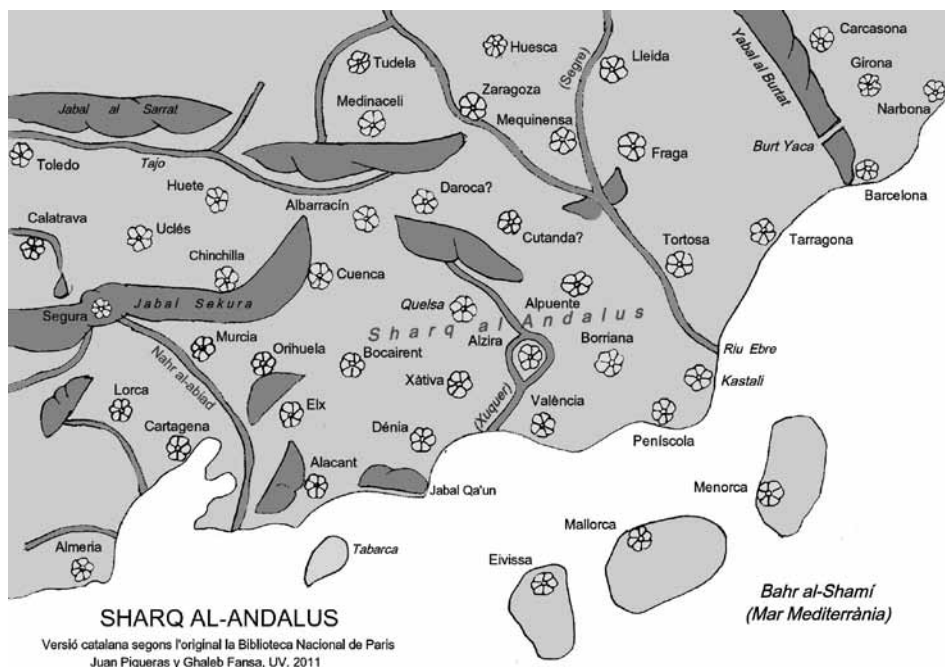 Carcasona
Yabal al Burtat
Huesca
(Segre)
Lleida
Tudela
Girona
Narbona
Zaragoza
Medinaceli
Jabal al Sarrat
Mequinensa
Fraga
Burt Yaca
Toledo
Tajo
Barcelona
Huete
Daroca?
Albarracín
Calatrava
Uclés
Cutanda?
Tortosa
Tarragona
Chinchilla
Cuenca
Jabal Sekura
Quelsa
Alpuente
Segura
Sharq al Andalus
Murcia
Orihuela
Bocairent
Alzira
Borriana
Riu Ebre
Nahr al-abiad
Xàtiva
Kastali
Lorca
Elx
(Xuquer)
València
Cartagena
Dénia
Peníscola
Alacant
Jabal Qa'un
Menorca
Mallorca
Almeria
Tabarca
Eivissa
Bahr al-Shamí
(Mar Mediterrània)
SHARQ AL-ANDALUS
Versió catalana segons l'original la Biblioteca Nacional de Paris
Juan Piqueras y Ghaleb Fansa, UV. 2011